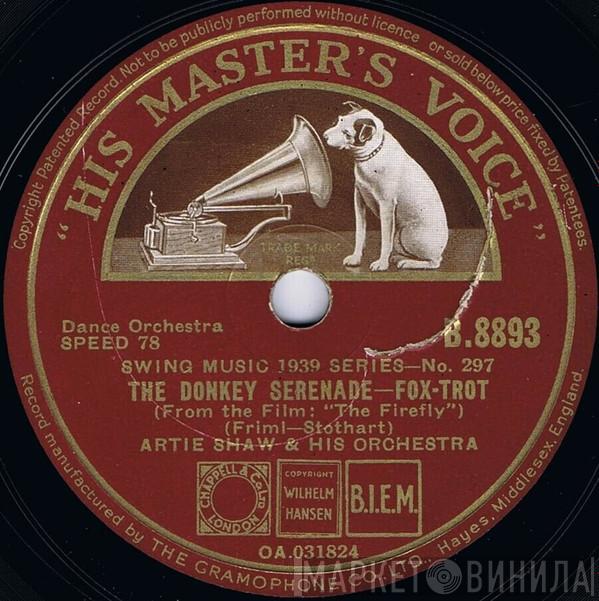 Copyright Patented Record. Not to be publicly performed without licence or sold below price fixed by Patentees.
"HIS MASTER'S VOICE"
TRADE MARK
REGD
Dance Orchestra
SPEED 78
B.8893
SWING MUSIC 1939 SERIES—No. 297
THE DONKEY SERENADE—FOX-TROT
(From the Film: "The Firefly")
(Friml—Stothart)
ARTIE SHAW & HIS ORCHESTRA
CHAPPELL & CO. LTD
LONDON
COPYRIGHT
WILHELM
HANSEN
B.I.E.M.
OA.031824
Record manufactured by THE GRAMOPHONE CO., LTD., Hayes, Middlesex, England.
МАРКЕТ ВИНИЛА